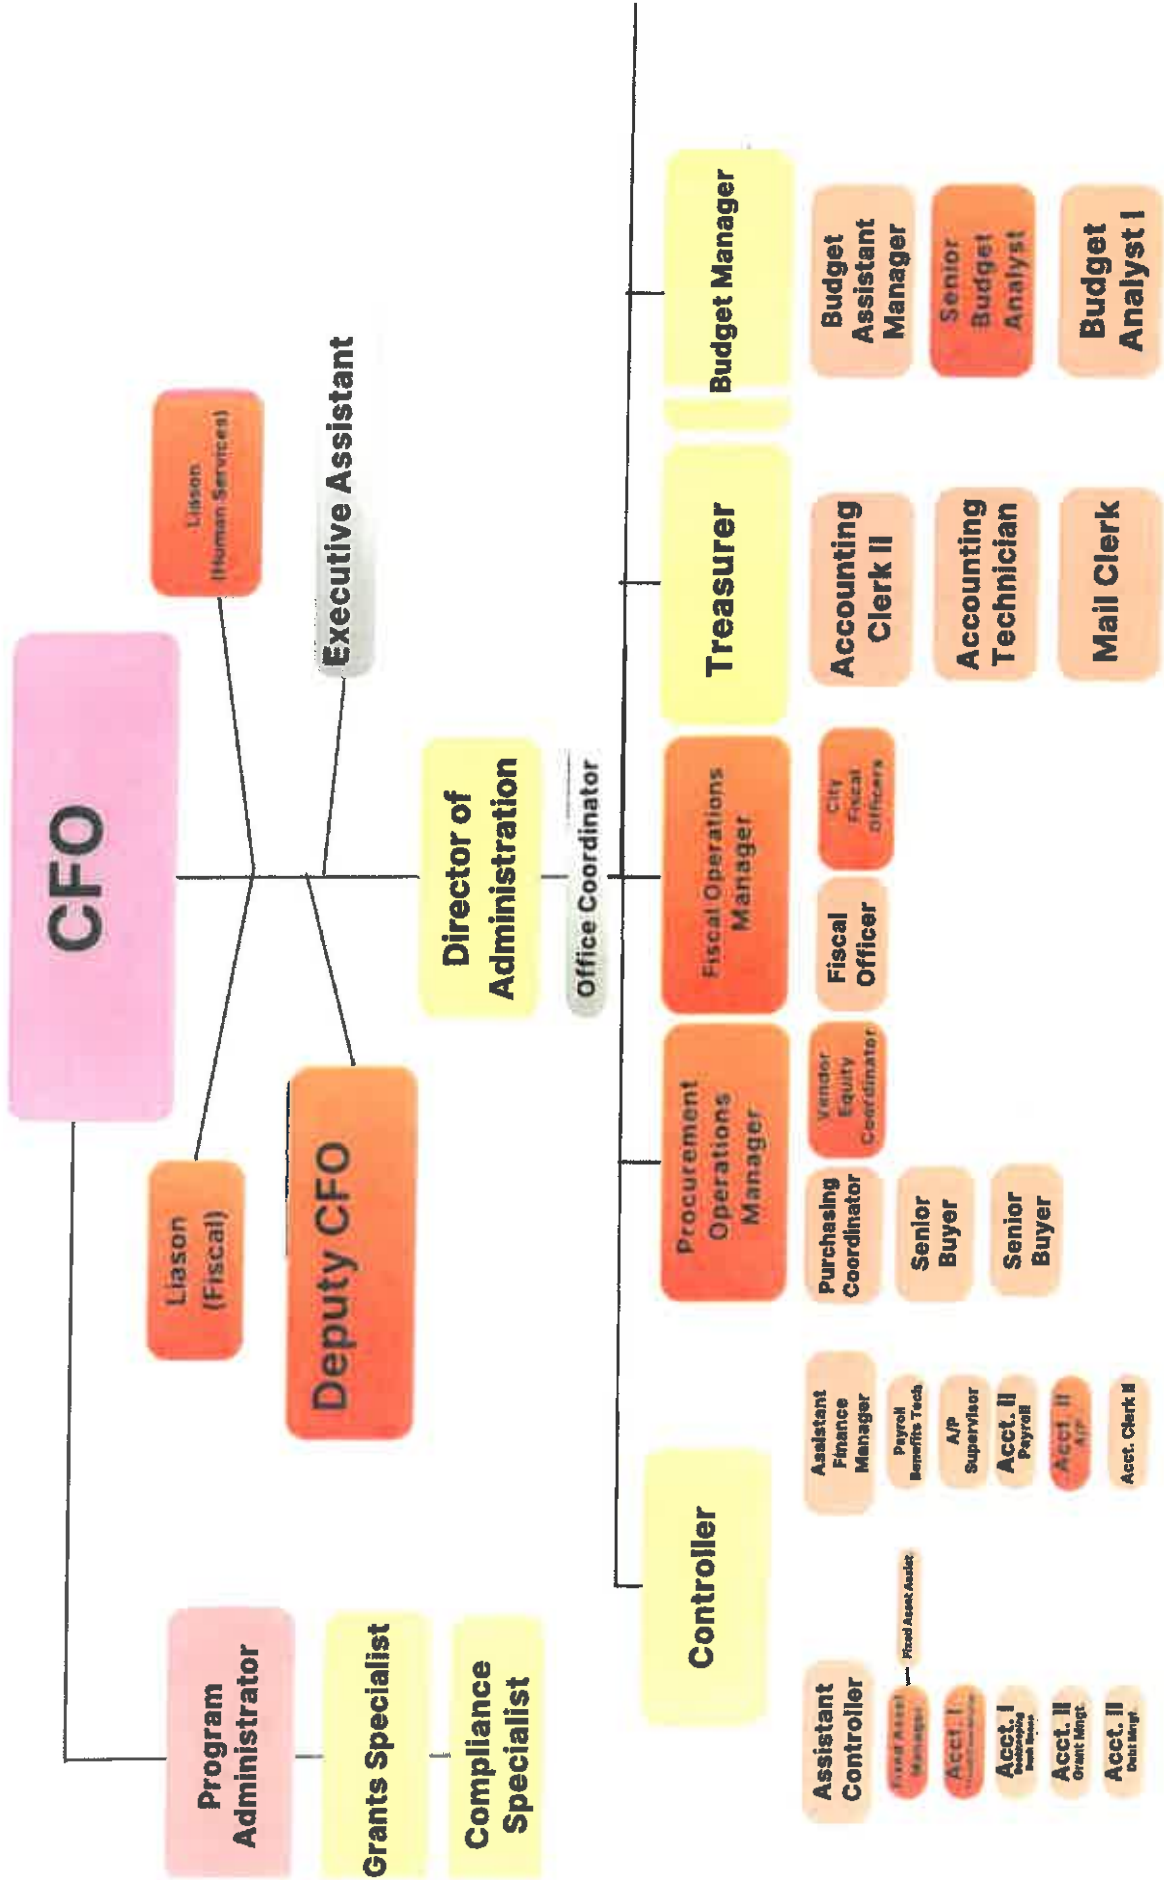 CFO
Liason
(Fiscal)
Liason
(Human Services)
Deputy CFO
Executive Assistant
Program
Administrator
Grants Specialist
Compliance
Specialist
Director of
Administration
Office Coordinator
Controller
Procurement
Operations
Manager
Fiscal Operations
Manager
Treasurer
Budget Manager
Assistant
Controller
Fixed Asset
Manager
Fixed Asset Assist.
Acct. I
Acct. I
Acct. II
Grant Mngt.
Acct. II
Debt Mngt.
Assistant
Finance
Manager
Payroll
Benefits Tech
A/P
Supervisor
Acct. II
Payroll
Acct. II
A/P
Acct. Clerk II
Purchasing
Coordinator
Senior
Buyer
Senior
Buyer
Vendor
Equity
Coordinator
Fiscal
Officer
City
Fiscal
Officers
Accounting
Clerk II
Accounting
Technician
Mail Clerk
Budget
Assistant
Manager
Senior
Budget
Analyst
Budget
Analyst I